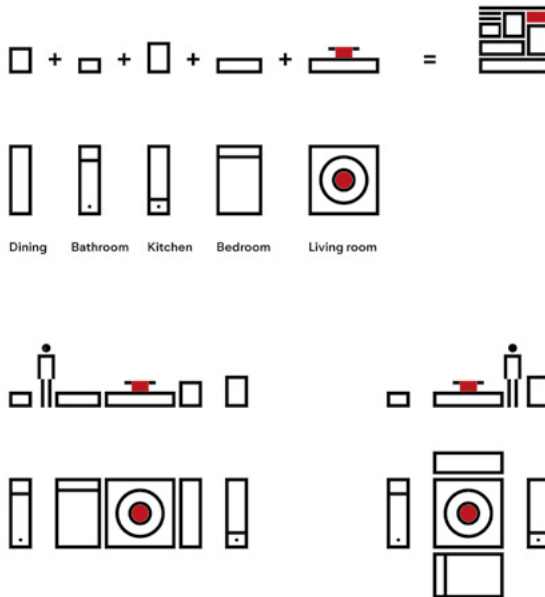 + + + + =
Dining Bathroom Kitchen Bedroom Living room